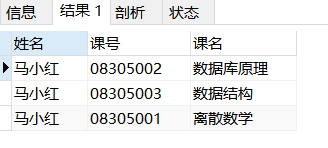 信息 结果 1 剖析 状态
姓名 课号 课名
马小红 08305002 数据库原理
马小红 08305003 数据结构
马小红 08305001 离散数学